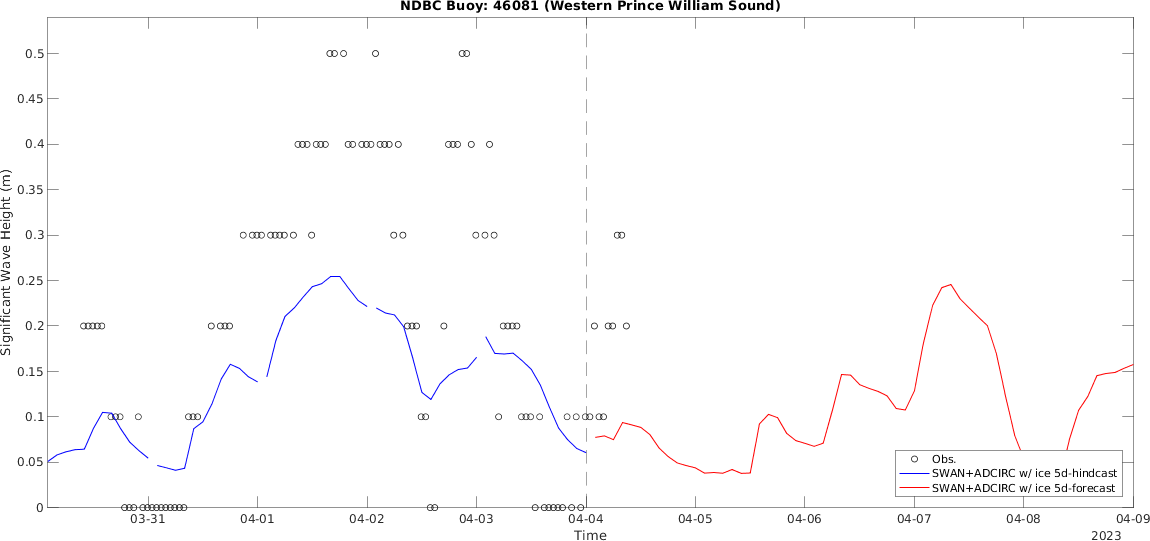 NDBC Buoy: 46081 (Western Prince William Sound)
0.5
0.45
0.4
0.35
0.3
0.25
0.2
0.15
0.1
0.05
0
Significant Wave Height (m)
Obs.
SWAN+ADCIRC w/ ice 5d-hindcast
SWAN+ADCIRC w/ ice 5d-forecast
03-31 04-01 04-02 04-03 04-04 04-05 04-06 04-07 04-08 04-09
Time
2023